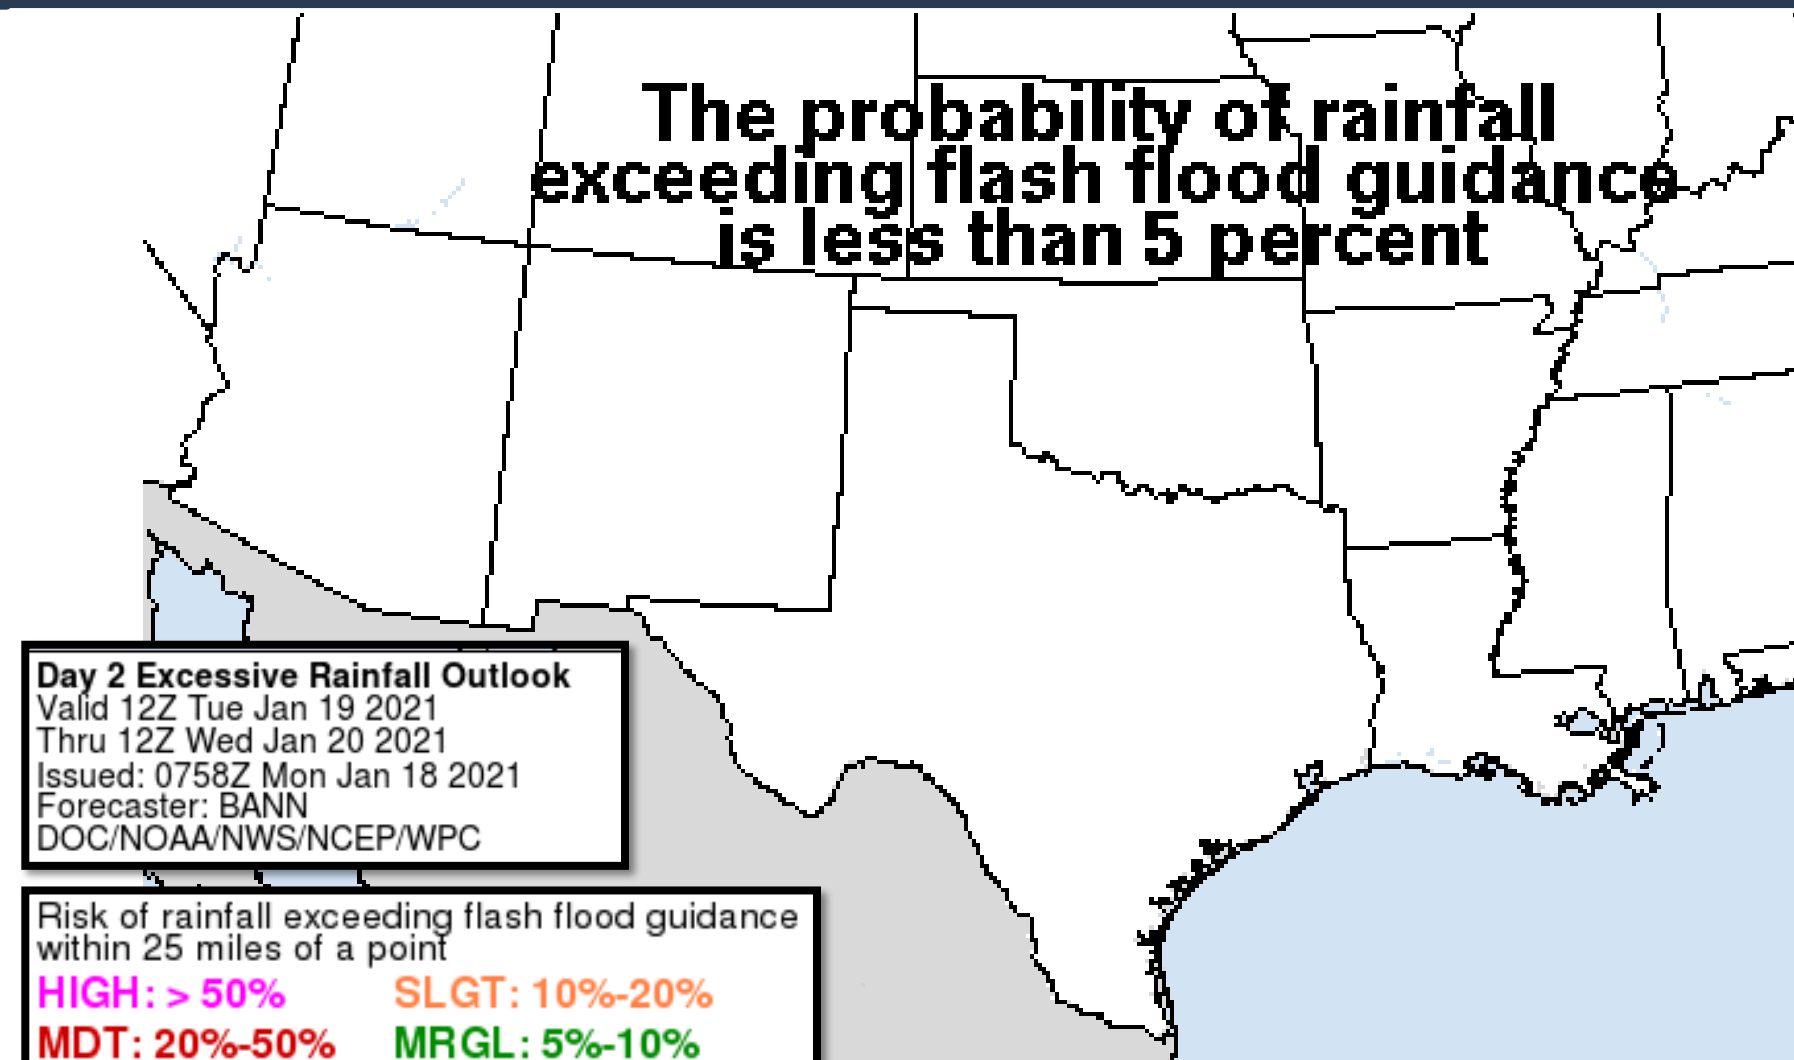 The probability of rainfall
exceeding flash flood guidance
is less than 5 percent
Day 2 Excessive Rainfall Outlook
Valid 12Z Tue Jan 19 2021
Thru 12Z Wed Jan 20 2021
Issued: 0758Z Mon Jan 18 2021
Forecaster: BANN
DOC/NOAA/NWS/NCEP/WPC
Risk of rainfall exceeding flash flood guidance
within 25 miles of a point
HIGH: > 50% SLGT: 10%-20%
MDT: 20%-50% MRGL: 5%-10%